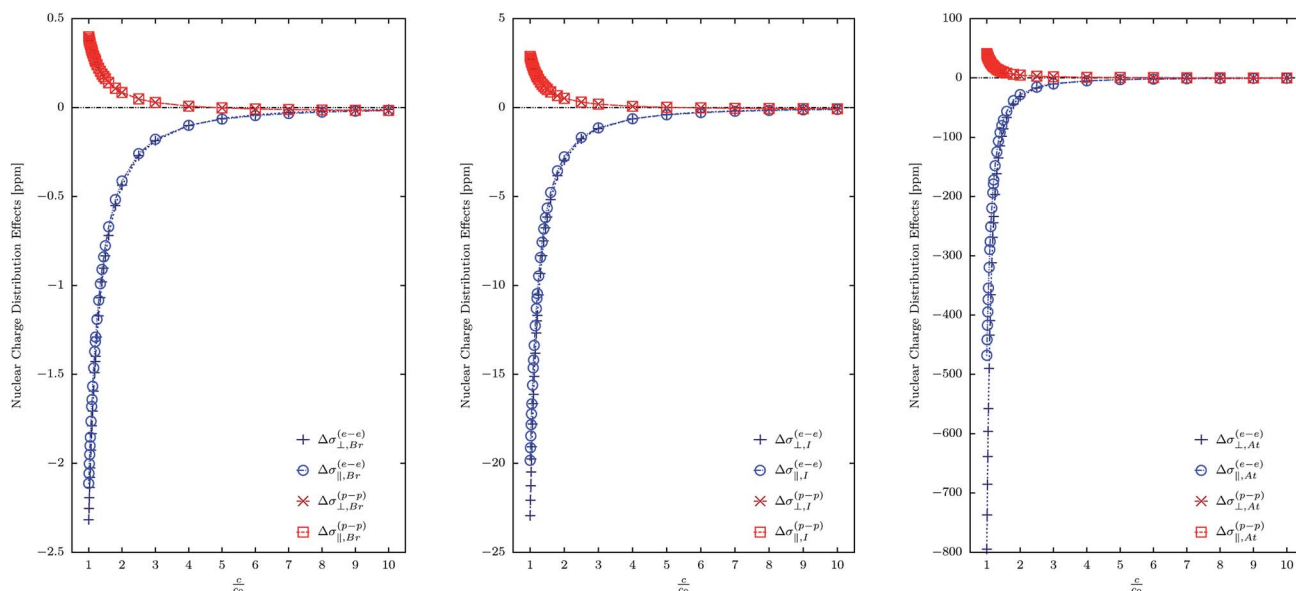 Nuclear Charge Distribution Effects [ppm]
0.5
0
−0.5
−1
−1.5
−2
−2.5
1 2 3 4 5 6 7 8 9 10
c/c₀
Δσ⊥,Br^(e−e)
Δσ∥,Br^(e−e)
Δσ⊥,Br^(p−p)
Δσ∥,Br^(p−p)
Nuclear Charge Distribution Effects [ppm]
5
0
−5
−10
−15
−20
−25
1 2 3 4 5 6 7 8 9 10
c/c₀
Δσ⊥,I^(e−e)
Δσ∥,I^(e−e)
Δσ⊥,I^(p−p)
Δσ∥,I^(p−p)
Nuclear Charge Distribution Effects [ppm]
100
0
−100
−200
−300
−400
−500
−600
−700
−800
1 2 3 4 5 6 7 8 9 10
c/c₀
Δσ⊥,At^(e−e)
Δσ∥,At^(e−e)
Δσ⊥,At^(p−p)
Δσ∥,At^(p−p)